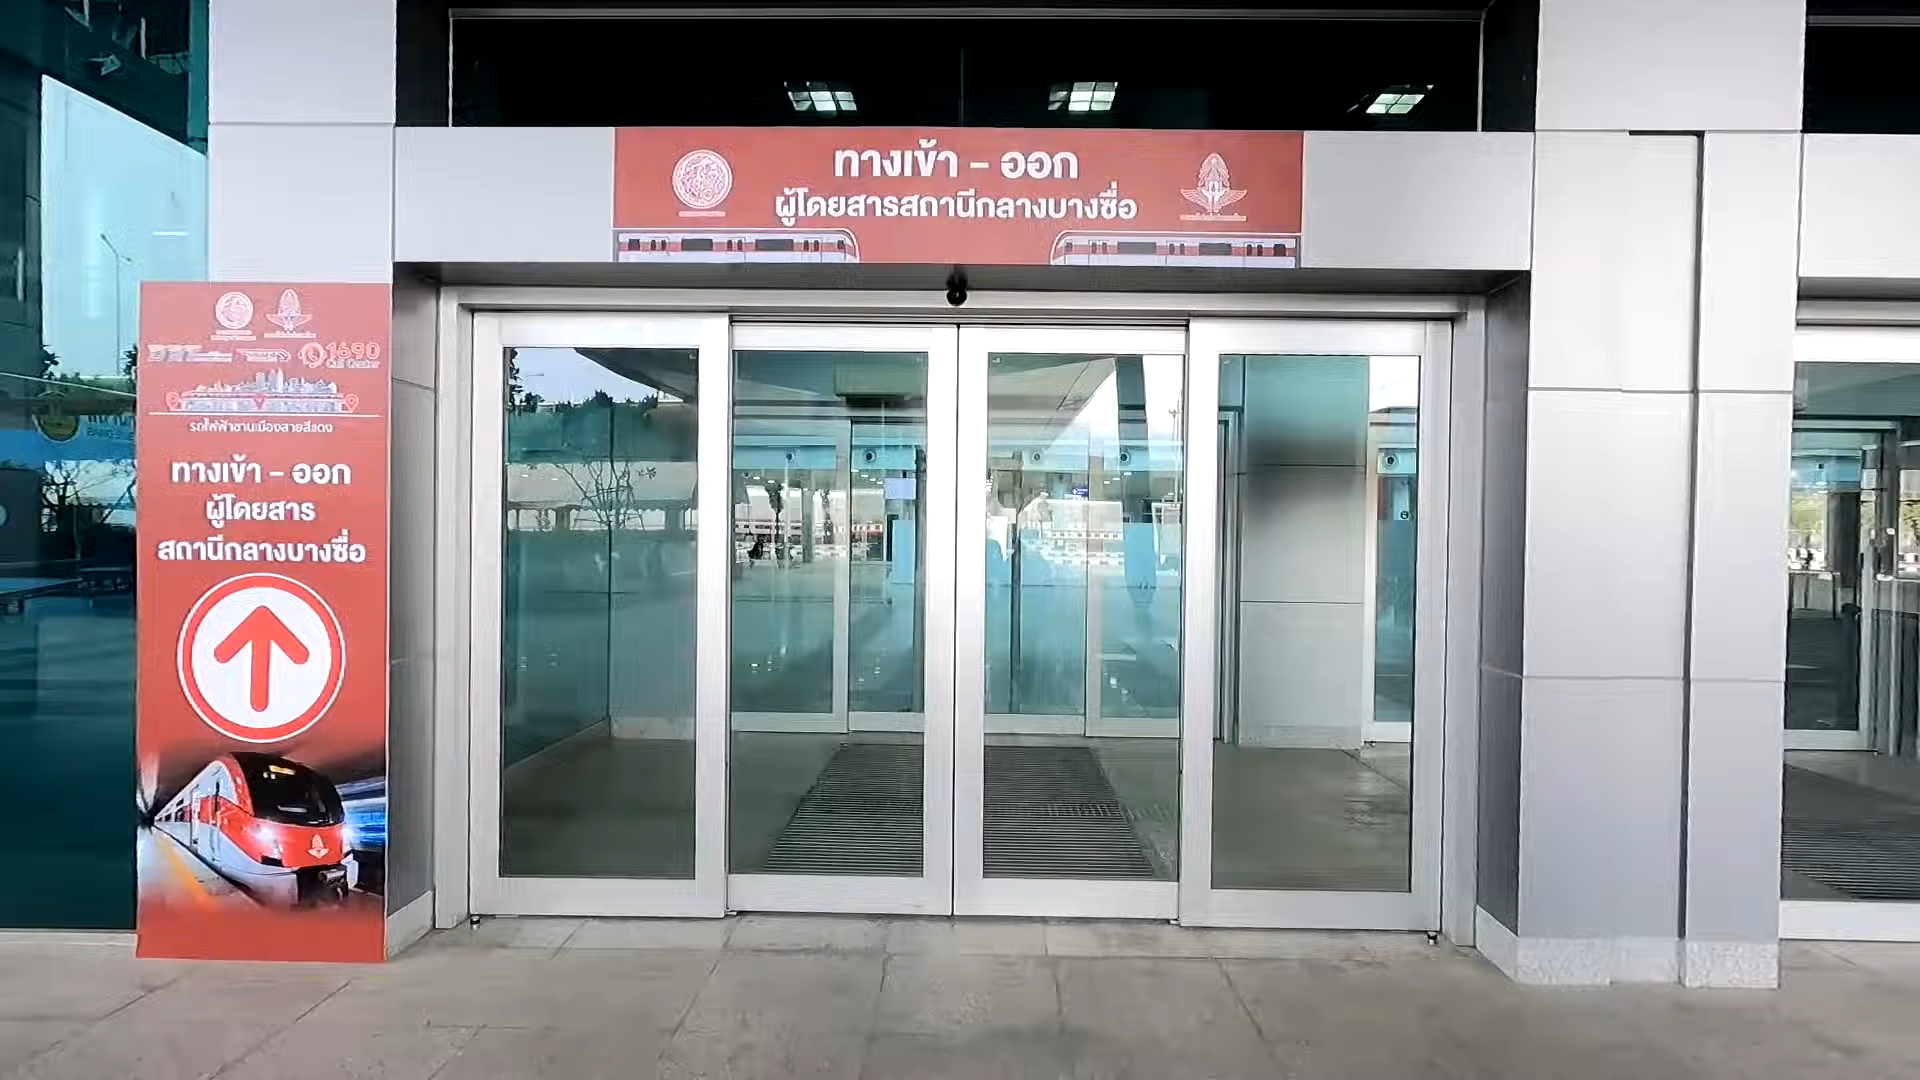 ทางเข้า - ออก
ผู้โดยสารสถานีกลางบางซื่อ
1690
Call Center
รถไฟฟ้าชานเมืองสายสีแดง
ทางเข้า - ออก
ผู้โดยสาร
สถานีกลางบางซื่อ